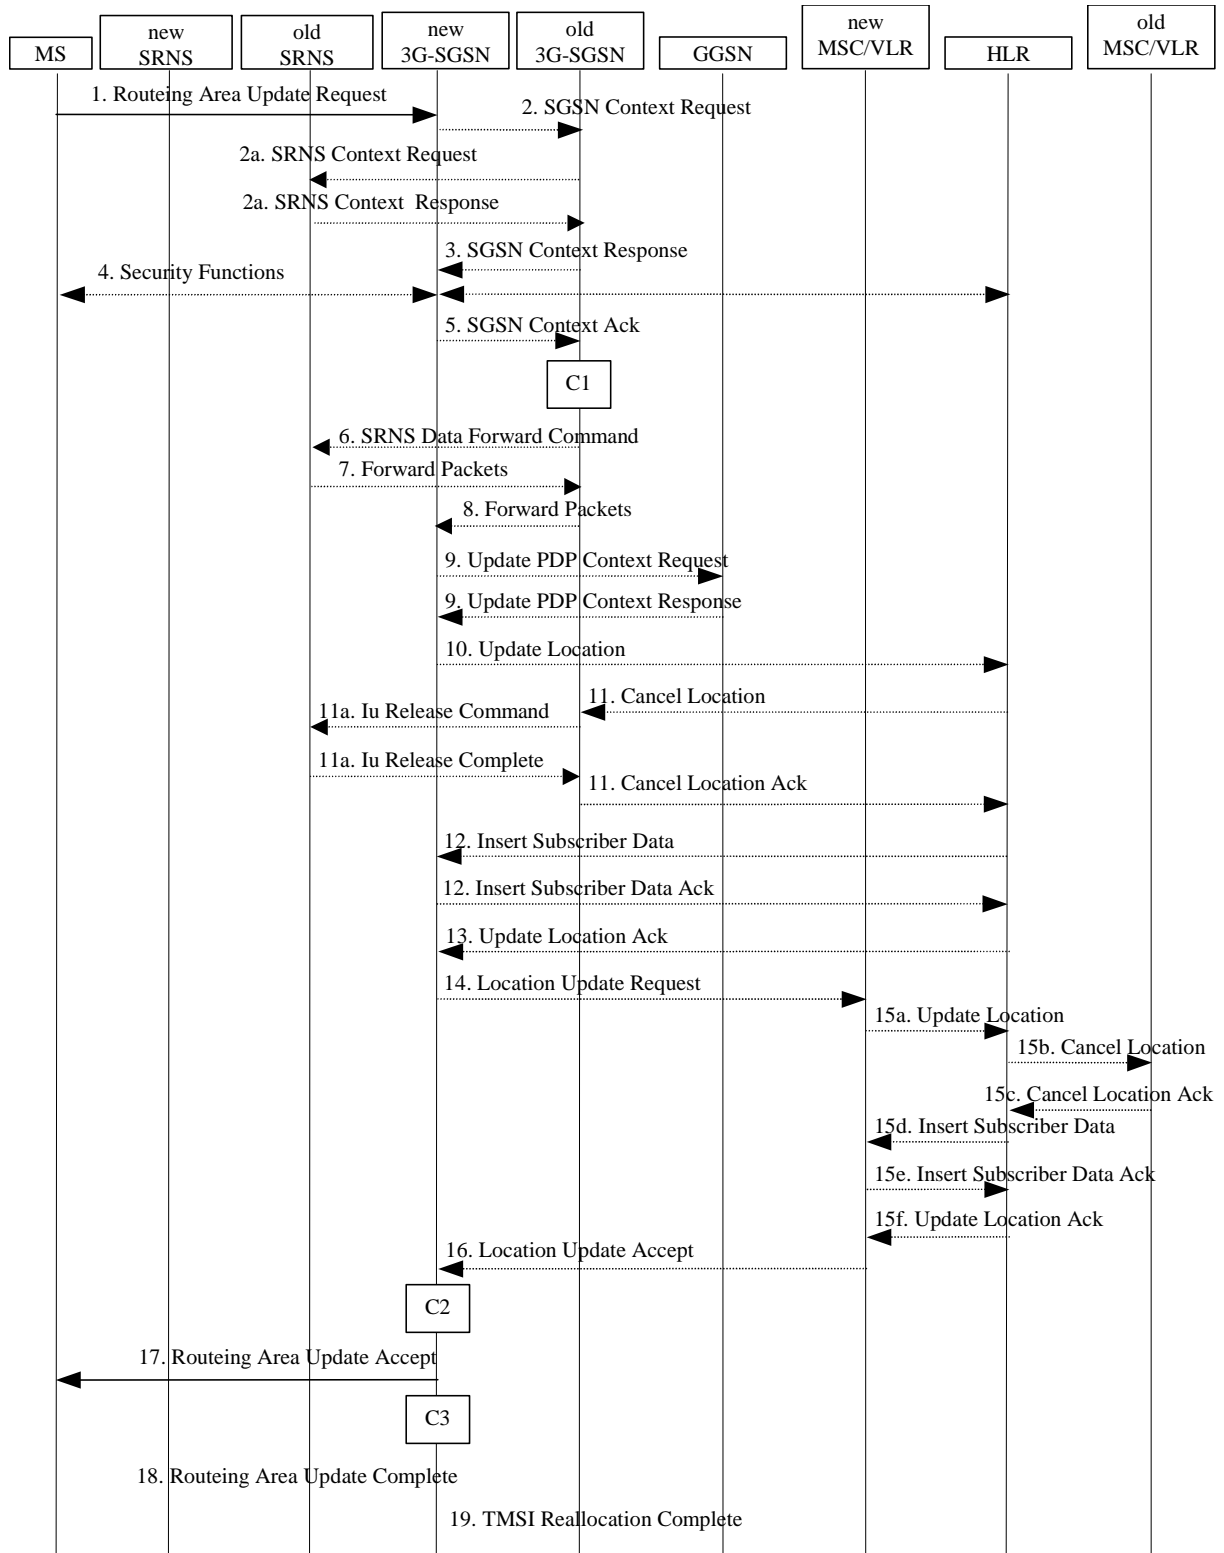 MS
new
SRNS
old
SRNS
new
3G-SGSN
old
3G-SGSN
GGSN
new
MSC/VLR
HLR
old
MSC/VLR
1. Routeing Area Update Request
2. SGSN Context Request
2a. SRNS Context Request
2a. SRNS Context Response
3. SGSN Context Response
4. Security Functions
5. SGSN Context Ack
C1
6. SRNS Data Forward Command
7. Forward Packets
8. Forward Packets
9. Update PDP Context Request
9. Update PDP Context Response
10. Update Location
11. Cancel Location
11a. Iu Release Command
11a. Iu Release Complete
11. Cancel Location Ack
12. Insert Subscriber Data
12. Insert Subscriber Data Ack
13. Update Location Ack
14. Location Update Request
15a. Update Location
15b. Cancel Location
15c. Cancel Location Ack
15d. Insert Subscriber Data
15e. Insert Subscriber Data Ack
15f. Update Location Ack
16. Location Update Accept
C2
17. Routeing Area Update Accept
C3
18. Routeing Area Update Complete
19. TMSI Reallocation Complete